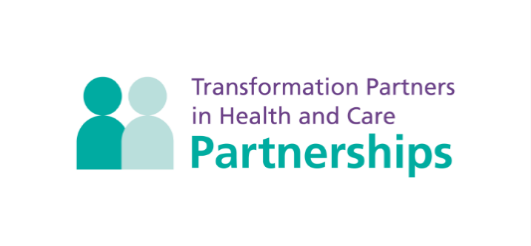 Transformation Partners
in Health and Care
Partnerships